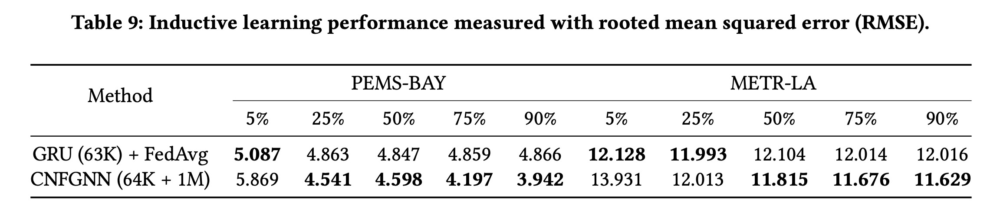 Table 9: Inductive learning performance measured with rooted mean squared error (RMSE).
Method PEMS-BAY METR-LA
5% 25% 50% 75% 90% 5% 25% 50% 75% 90%
GRU (63K) + FedAvg 5.087 4.863 4.847 4.859 4.866 12.128 11.993 12.104 12.014 12.016
CNFGNN (64K + 1M) 5.869 4.541 4.598 4.197 3.942 13.931 12.013 11.815 11.676 11.629